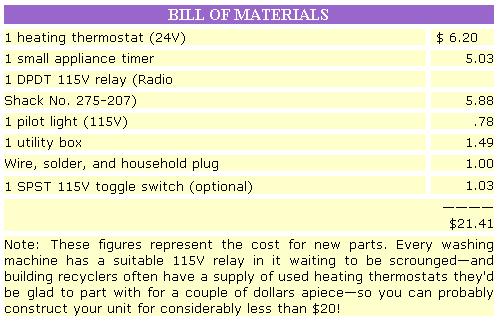 BILL OF MATERIALS
1 heating thermostat (24V) $ 6.20
1 small appliance timer 5.03
1 DPDT 115V relay (Radio
Shack No. 275-207) 5.88
1 pilot light (115V) .78
1 utility box 1.49
Wire, solder, and household plug 1.00
1 SPST 115V toggle switch (optional) 1.03
————
$21.41
Note: These figures represent the cost for new parts. Every washing
machine has a suitable 115V relay in it waiting to be scrounged—and
building recyclers often have a supply of used heating thermostats they'd
be glad to part with for a couple of dollars apiece—so you can probably
construct your unit for considerably less than $20!